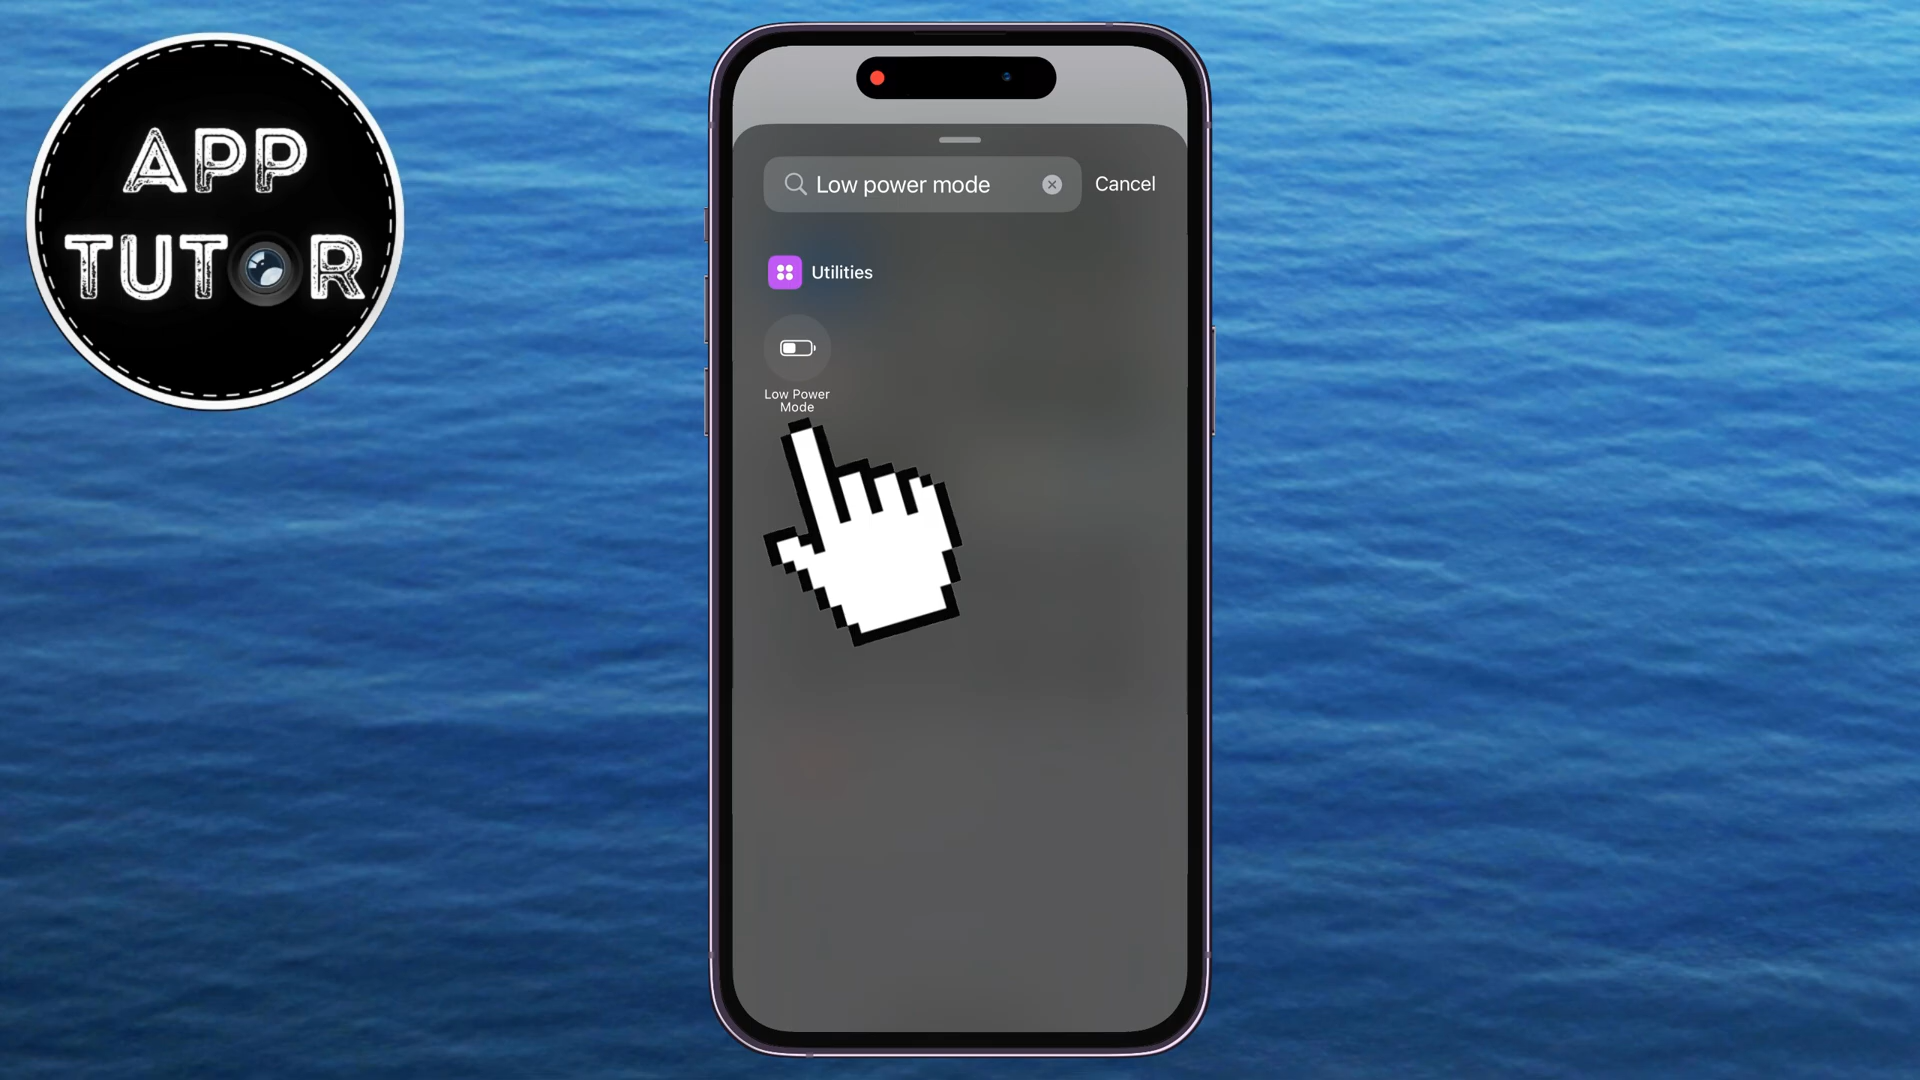 APP
TUTOR
Low power mode
Cancel
Utilities
Low Power
Mode